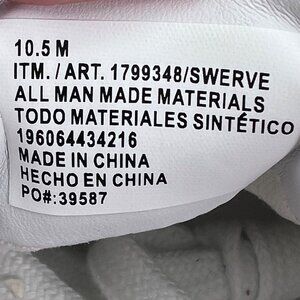 10.5 M
ITM. / ART. 1799348/SWERVE
ALL MAN MADE MATERIALS
TODO MATERIALES SINTÉTICO
196064434216
MADE IN CHINA
HECHO EN CHINA
PO#: 39587